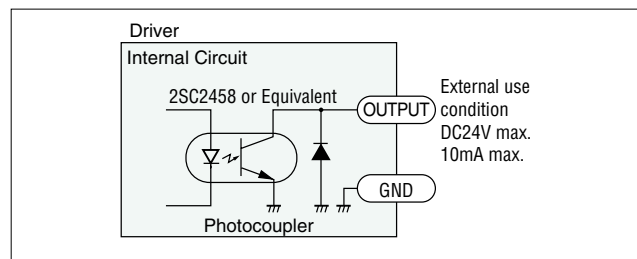 Driver
Internal Circuit
2SC2458 or Equivalent
OUTPUT
External use
condition
DC24V max.
10mA max.
GND
Photocoupler